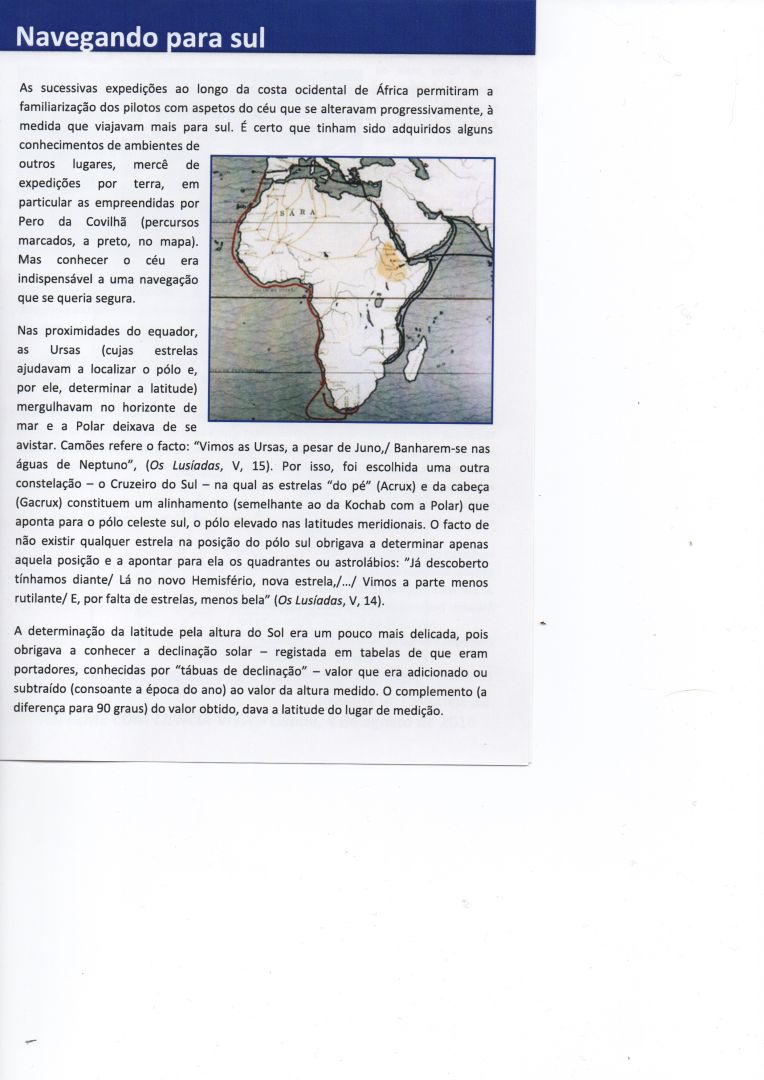 Navegando para sul
As sucessivas expedições ao longo da costa ocidental de África permitiram a
familiarização dos pilotos com aspetos do céu que se alteravam progressivamente, à
medida que viajavam mais para sul. É certo que tinham sido adquiridos alguns
conhecimentos de ambientes de
outros lugares, mercê de
expedições por terra, em
particular as empreendidas por
Pero da Covilhã (percursos
marcados, a preto, no mapa).
Mas conhecer o céu era
indispensável a uma navegação
que se queria segura.
SÁRA
Nas proximidades do equador,
as Ursas (cujas estrelas
ajudavam a localizar o pólo e,
por ele, determinar a latitude)
mergulhavam no horizonte de
mar e a Polar deixava de se
avistar. Camões refere o facto: "Vimos as Ursas, a pesar de Juno,/ Banharem-se nas
águas de Neptuno", (Os Lusíadas, V, 15). Por isso, foi escolhida uma outra
constelação – o Cruzeiro do Sul – na qual as estrelas "do pé" (Acrux) e da cabeça
(Gacrux) constituem um alinhamento (semelhante ao da Kochab com a Polar) que
aponta para o pólo celeste sul, o pólo elevado nas latitudes meridionais. O facto de
não existir qualquer estrela na posição do pólo sul obrigava a determinar apenas
aquela posição e a apontar para ela os quadrantes ou astrolábios: "Já descoberto
tínhamos diante/ Lá no novo Hemisfério, nova estrela,/.../ Vimos a parte menos
rutilante/ E, por falta de estrelas, menos bela" (Os Lusíadas, V, 14).
A determinação da latitude pela altura do Sol era um pouco mais delicada, pois
obrigava a conhecer a declinação solar – registada em tabelas de que eram
portadores, conhecidas por "tábuas de declinação" – valor que era adicionado ou
subtraído (consoante a época do ano) ao valor da altura medido. O complemento (a
diferença para 90 graus) do valor obtido, dava a latitude do lugar de medição.